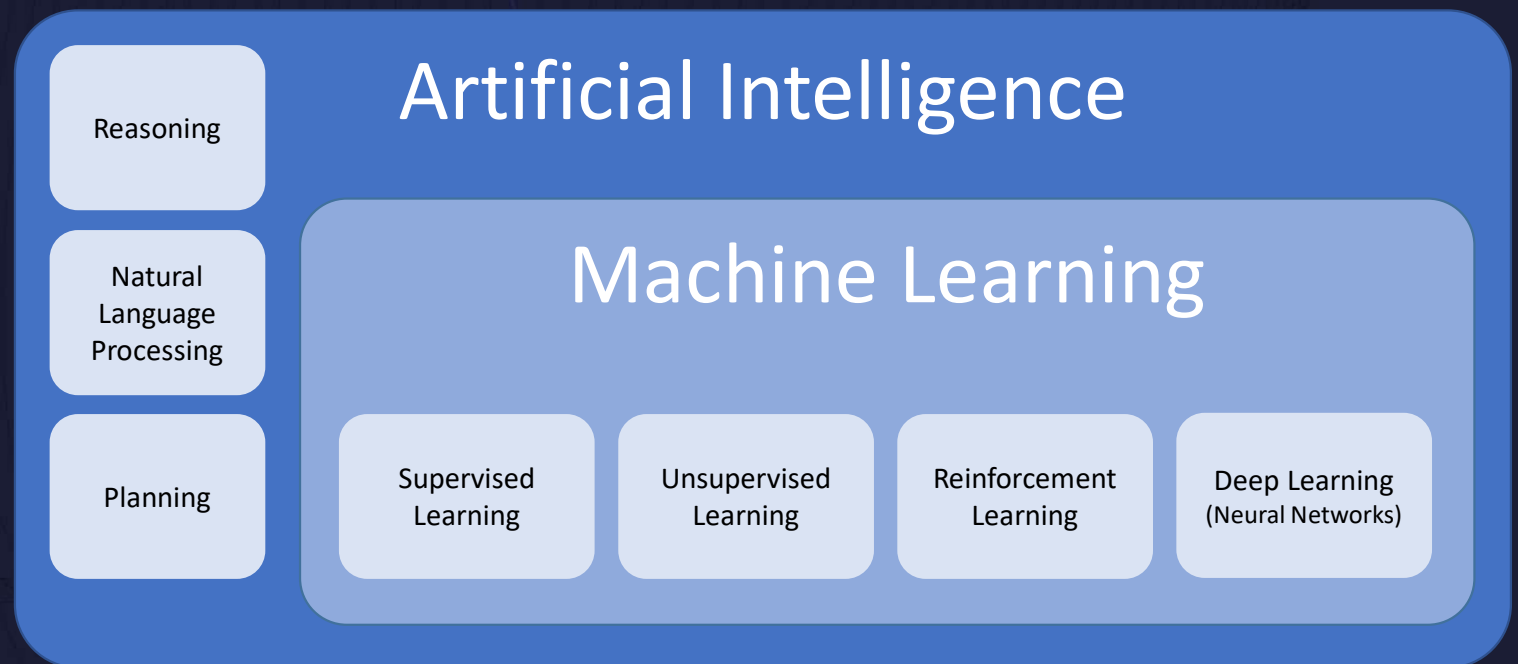 Artificial Intelligence
Reasoning
Natural
Language
Processing
Planning
Machine Learning
Supervised
Learning
Unsupervised
Learning
Reinforcement
Learning
Deep Learning
(Neural Networks)